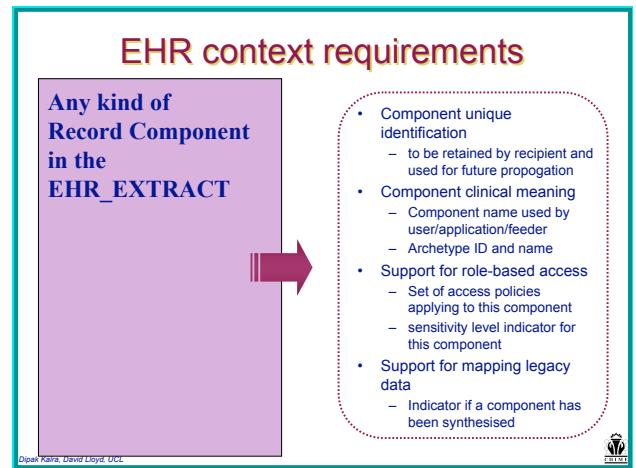 EHR context requirements
Any kind of
Record Component
in the
EHR_EXTRACT
• Component unique
identification
– to be retained by recipient and
used for future propogation
• Component clinical meaning
– Component name used by
user/application/feeder
– Archetype ID and name
• Support for role-based access
– Set of access policies
applying to this component
– sensitivity level indicator for
this component
• Support for mapping legacy
data
– Indicator if a component has
been synthesised
Dipak Kalra, David Lloyd, UCL
CHIME